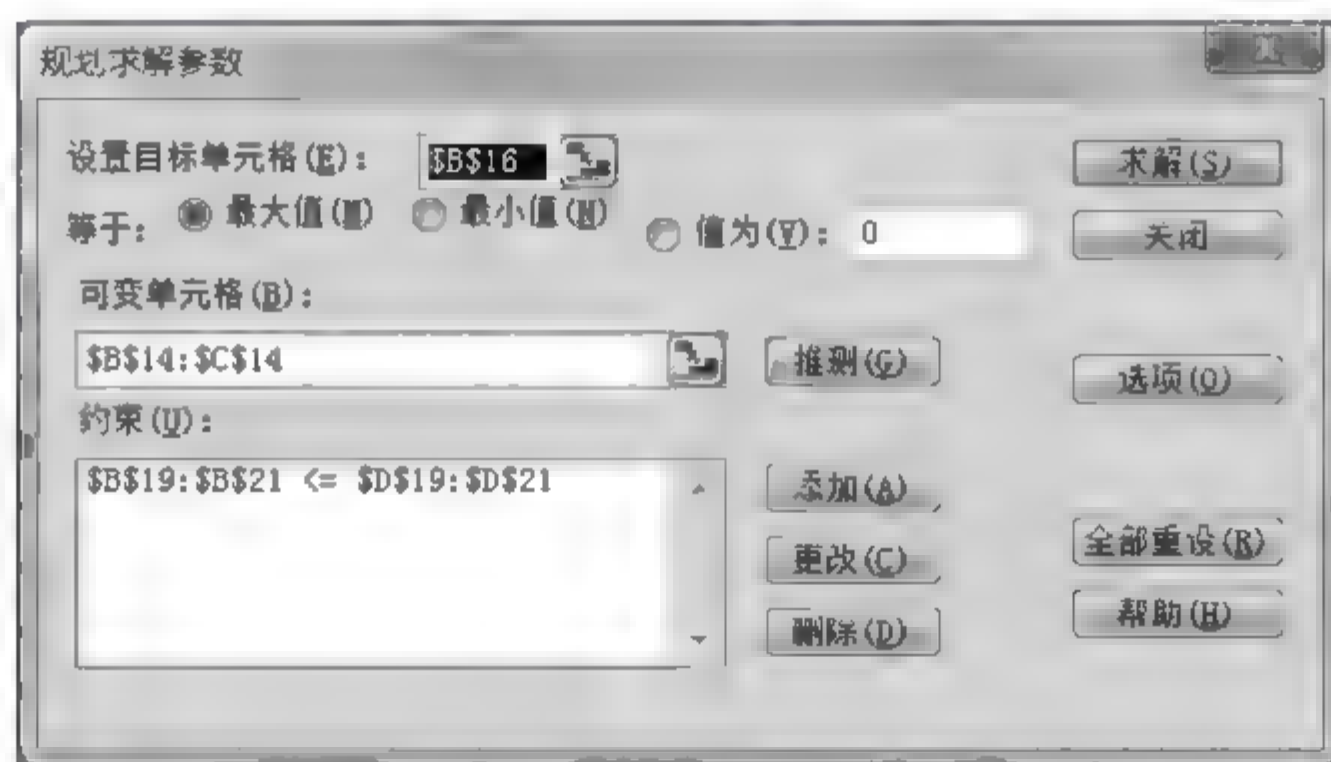 规划求解参数
设置目标单元格(E): $B$16 求解(S)
等于: 最大值(M) 最小值(N) 值为(V): 0 关闭
可变单元格(B):
$B$14:$C$14 推测(G) 选项(O)
约束(U):
$B$19:$B$21 <= $D$19:$D$21 添加(A)
更改(C) 全部重设(R)
删除(D) 帮助(H)